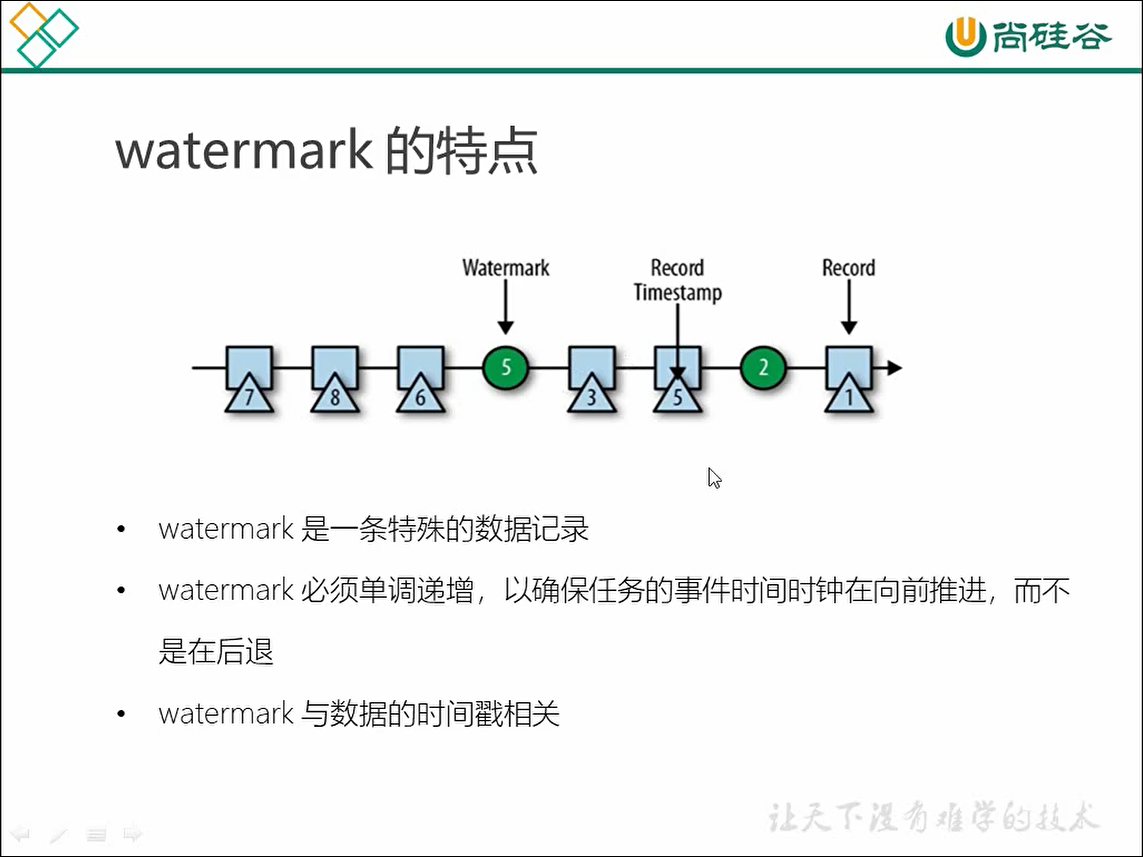 尚硅谷
watermark 的特点
Watermark
Record
Timestamp
Record
7 8 6 5 3 5 2 1
• watermark 是一条特殊的数据记录
• watermark 必须单调递增，以确保任务的事件时间时钟在向前推进，而不
是在后退
• watermark 与数据的时间戳相关
让天下没有难学的技术